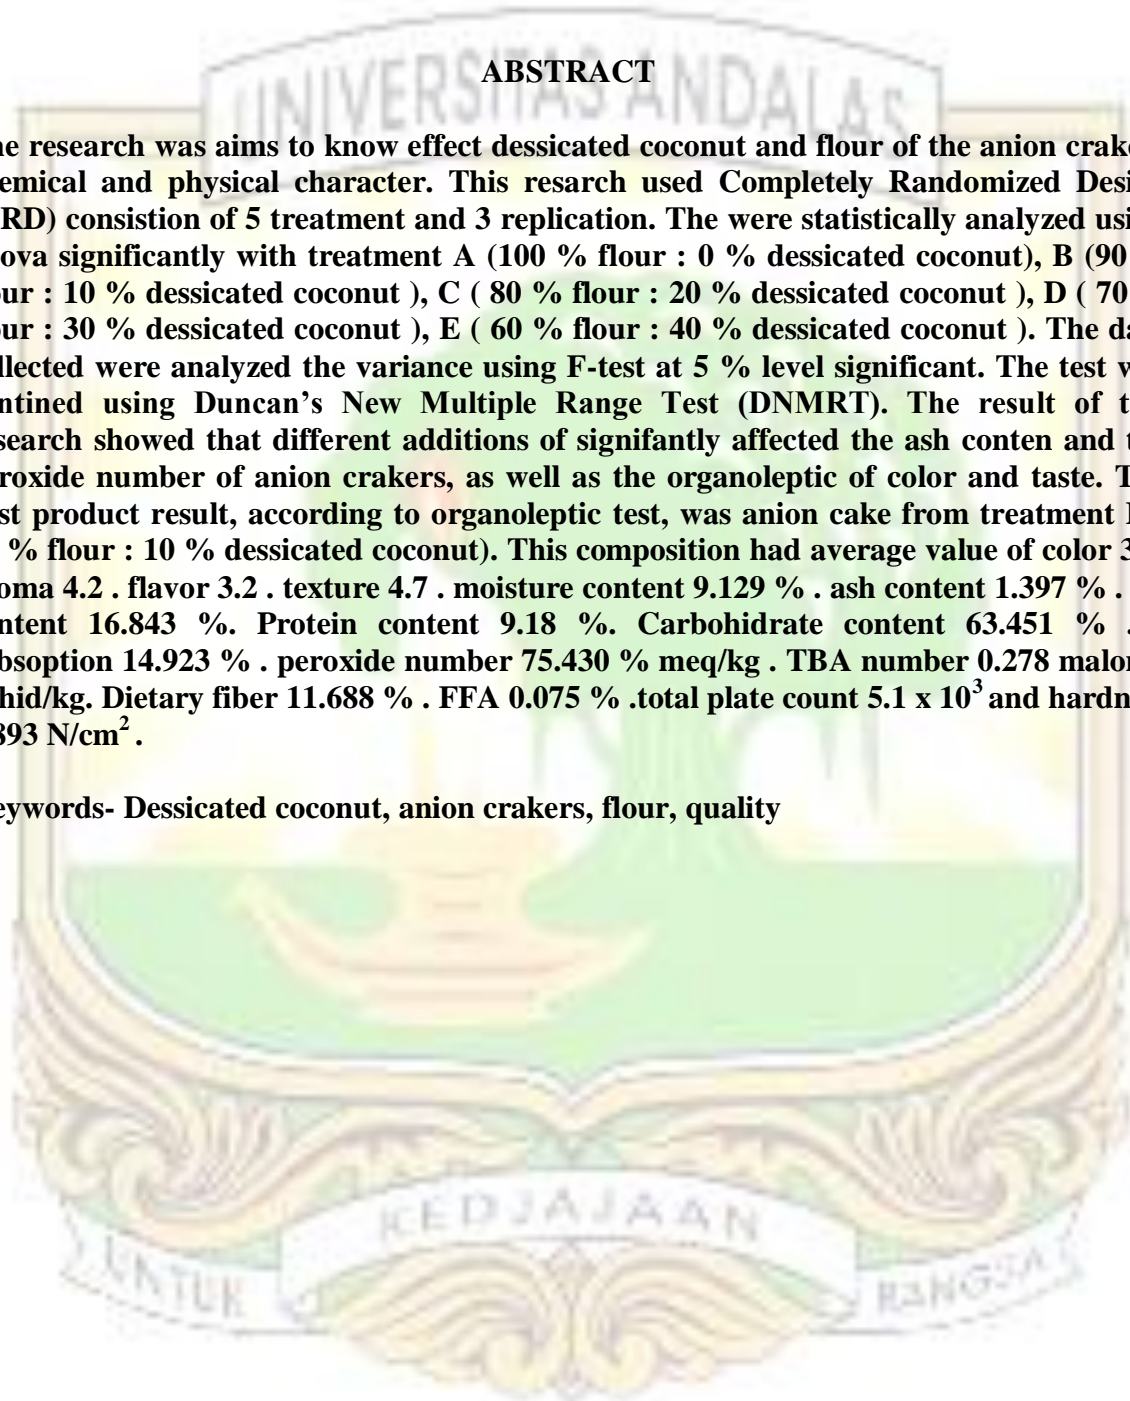 UNIVERSITAS ANDALAS
ABSTRACT
he research was aims to know effect dessicated coconut and flour of the anion crake
emical and physical character. This resarch used Completely Randomized Desi
RD) consistion of 5 treatment and 3 replication. The were statistically analyzed usi
ova significantly with treatment A (100 % flour : 0 % dessicated coconut), B (90
ur : 10 % dessicated coconut ), C ( 80 % flour : 20 % dessicated coconut ), D ( 70
ur : 30 % dessicated coconut ), E ( 60 % flour : 40 % dessicated coconut ). The da
llected were analyzed the variance using F-test at 5 % level significant. The test w
ntined using Duncan's New Multiple Range Test (DNMRT). The result of t
search showed that different additions of signifantly affected the ash conten and t
roxide number of anion crakers, as well as the organoleptic of color and taste. T
st product result, according to organoleptic test, was anion cake from treatment
% flour : 10 % dessicated coconut). This composition had average value of color 3
oma 4.2 . flavor 3.2 . texture 4.7 . moisture content 9.129 % . ash content 1.397 % .
ntent 16.843 %. Protein content 9.18 %. Carbohidrate content 63.451 % .
bsoption 14.923 % . peroxide number 75.430 % meq/kg . TBA number 0.278 malon
hid/kg. Dietary fiber 11.688 % . FFA 0.075 % .total plate count 5.1 x 10³ and hardn
893 N/cm² .
eywords- Dessicated coconut, anion crakers, flour, quality
KEDJAJAAN
UNTUK BANGSA